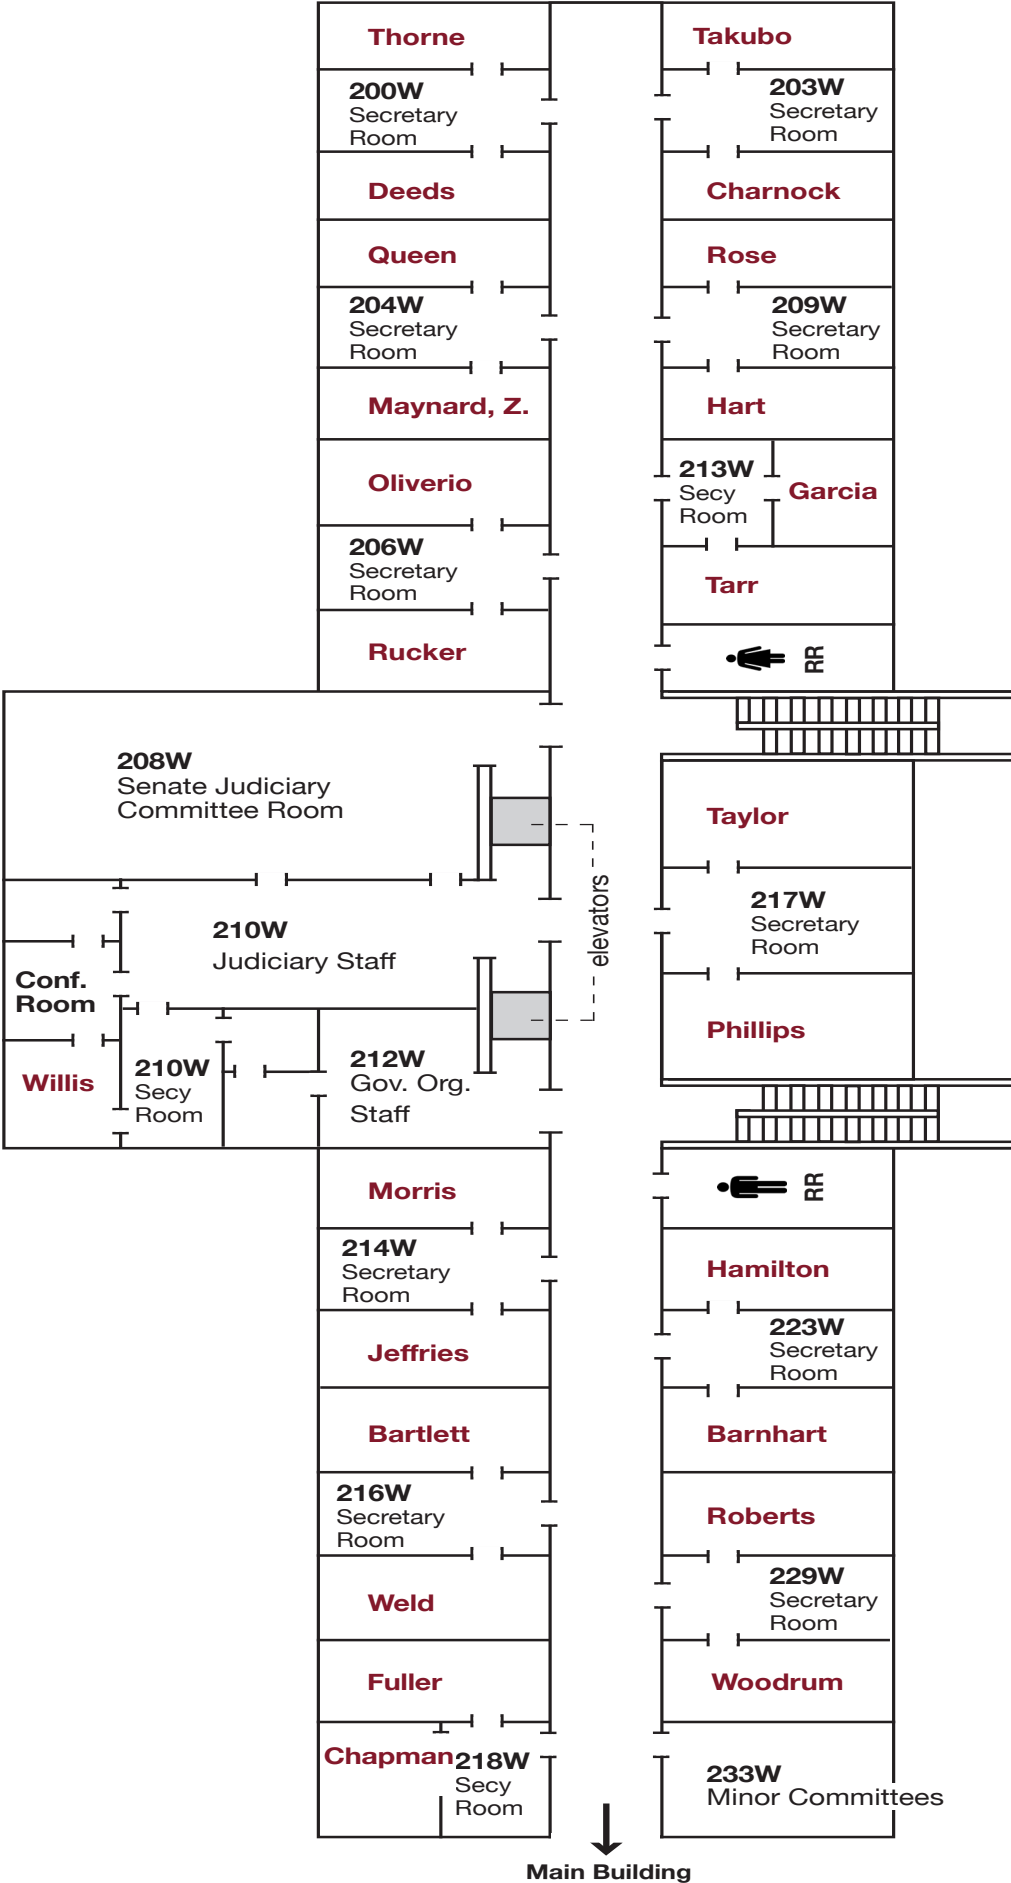 Thorne
200W
Secretary
Room
Deeds
Queen
204W
Secretary
Room
Maynard, Z.
Oliverio
206W
Secretary
Room
Rucker
Takubo
203W
Secretary
Room
Charnock
Rose
209W
Secretary
Room
Hart
213W
Secy
Room
Garcia
Tarr
RR
208W
Senate Judiciary
Committee Room
210W
Judiciary Staff
Conf.
Room
Willis
210W
Secy
Room
212W
Gov. Org.
Staff
elevators
Taylor
217W
Secretary
Room
Phillips
Morris
214W
Secretary
Room
Jeffries
Bartlett
216W
Secretary
Room
Weld
Fuller
Chapman
218W
Secy
Room
RR
Hamilton
223W
Secretary
Room
Barnhart
Roberts
229W
Secretary
Room
Woodrum
233W
Minor Committees
Main Building